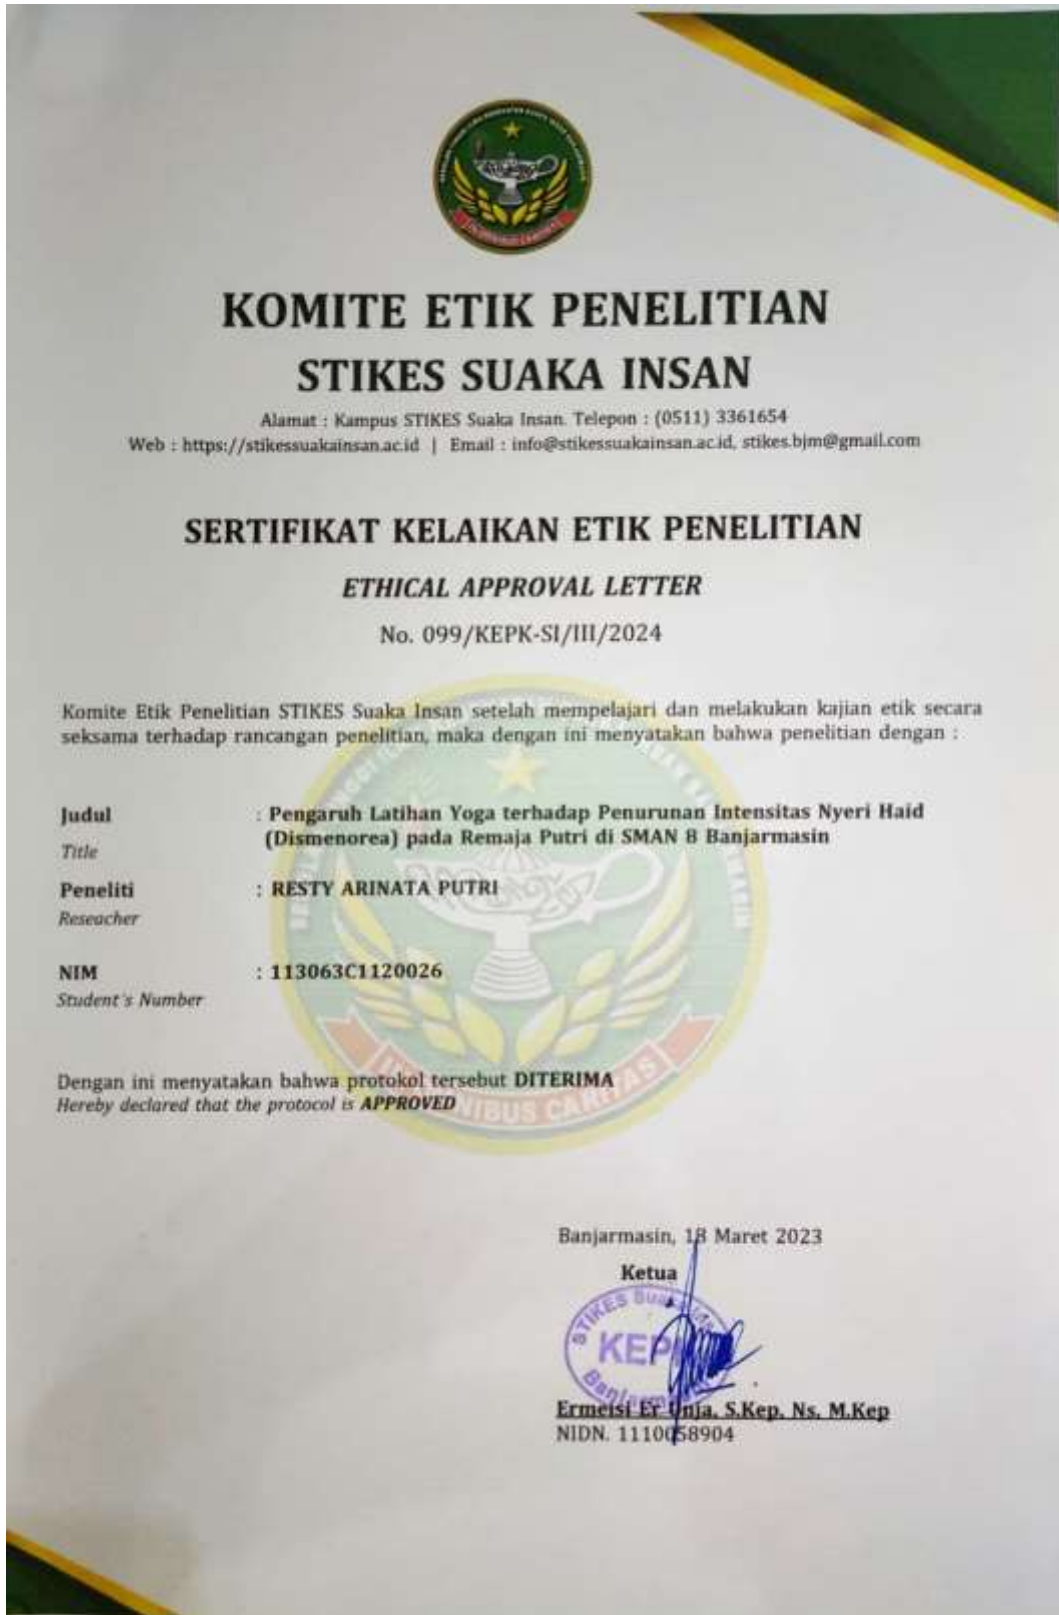 KOMITE ETIK PENELITIAN
STIKES SUAKA INSAN
Alamat : Kampus STIKES Suaka Insan. Telepon : (0511) 3361654
Web : https://stikessuakainsan.ac.id | Email : info@stikessuakainsan.ac.id, stikes.bjm@gmail.com
SERTIFIKAT KELAIKAN ETIK PENELITIAN
ETHICAL APPROVAL LETTER
No. 099/KEPK-SI/III/2024
Komite Etik Penelitian STIKES Suaka Insan setelah mempelajari dan melakukan kajian etik secara
seksama terhadap rancangan penelitian, maka dengan ini menyatakan bahwa penelitian dengan :
Judul : Pengaruh Latihan Yoga terhadap Penurunan Intensitas Nyeri Haid
Title (Dismenorea) pada Remaja Putri di SMAN 8 Banjarmasin
Peneliti : RESTY ARINATA PUTRI
Reseacher
NIM : 113063C1120026
Student's Number
Dengan ini menyatakan bahwa protokol tersebut DITERIMA
Hereby declared that the protocol is APPROVED
OMNIBUS CARITAS
Banjarmasin, 18 Maret 2023
Ketua
STIKES Suaka
KEP
Banjarmasin
Ermeisi Er Unja, S.Kep, Ns, M.Kep
NIDN. 1110058904